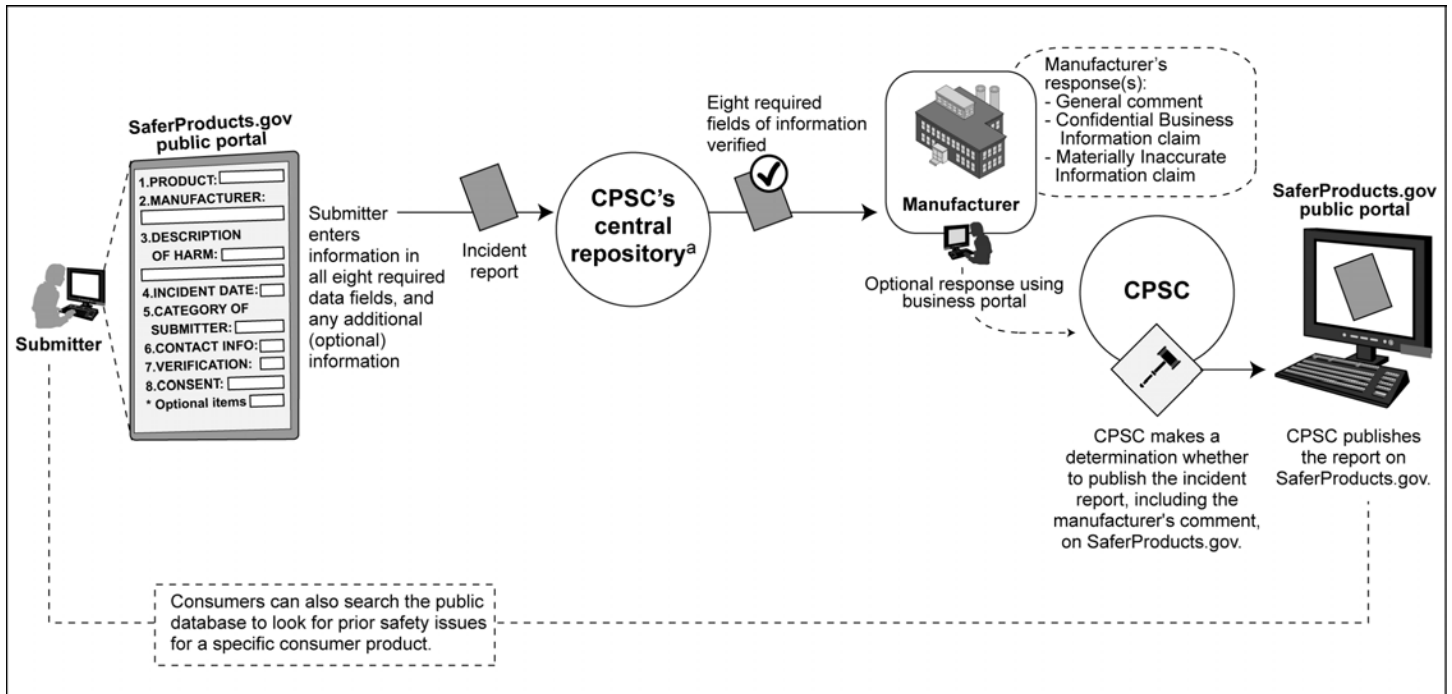 SaferProducts.gov
public portal
1.PRODUCT:
2.MANUFACTURER:
3.DESCRIPTION
OF HARM:
4.INCIDENT DATE:
5.CATEGORY OF
SUBMITTER:
6.CONTACT INFO:
7.VERIFICATION:
8.CONSENT:
* Optional items
Submitter
Submitter
enters
information in
all eight required
data fields, and
any additional
(optional)
information
Incident
report
CPSC's
central
repositorya
Eight required
fields of information
verified
Manufacturer
Manufacturer's
response(s):
- General comment
- Confidential Business
Information claim
- Materially Inaccurate
Information claim
Optional response using
business portal
CPSC
CPSC makes a
determination whether
to publish the incident
report, including the
manufacturer's comment,
on SaferProducts.gov.
SaferProducts.gov
public portal
CPSC publishes
the report on
SaferProducts.gov.
Consumers can also search the public
database to look for prior safety issues
for a specific consumer product.